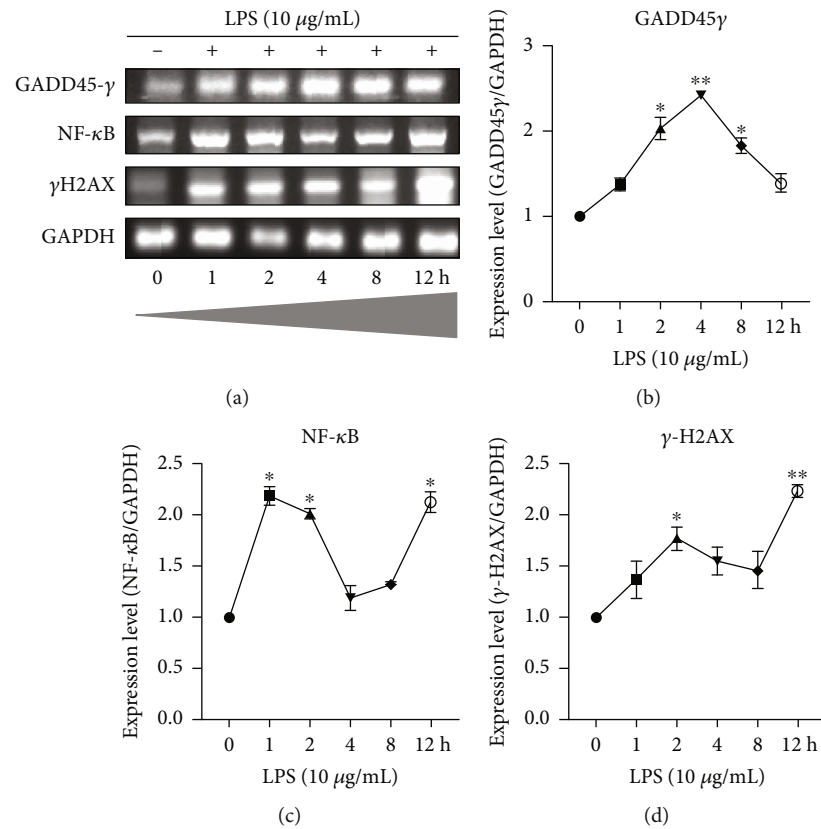 LPS (10 μg/mL)
– + + + + +
GADD45-γ
NF-κB
γH2AX
GAPDH
0 1 2 4 8 12 h
(a)
GADD45γ
Expression level (GADD45γ/GAPDH)
3
2
1
0
* ** *
0 1 2 4 8 12 h
LPS (10 μg/mL)
(b)
NF-κB
Expression level (NF-κB/GAPDH)
2.5
2.0
1.5
1.0
0.5
0.0
* * *
0 1 2 4 8 12 h
LPS (10 μg/mL)
(c)
γ-H2AX
Expression level (γ-H2AX/GAPDH)
2.5
2.0
1.5
1.0
0.5
0.0
* **
0 1 2 4 8 12 h
LPS (10 μg/mL)
(d)